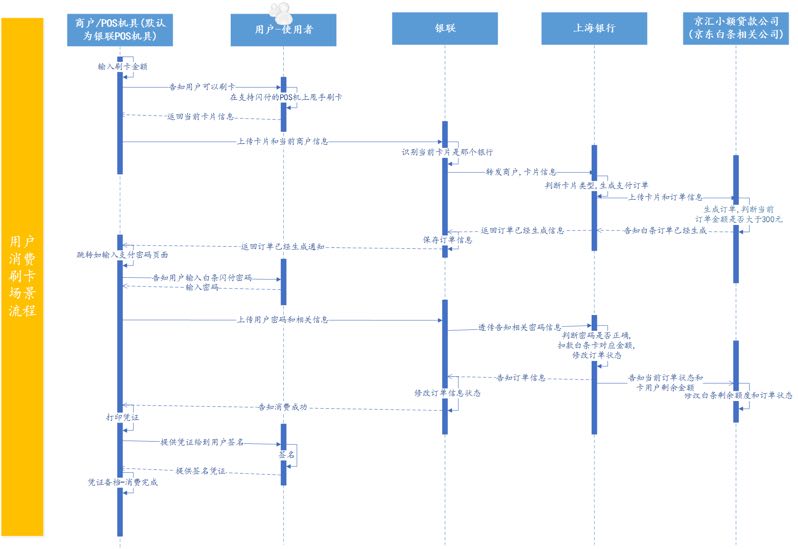 商户/POS机具(默认
为银联POS机具)
用户-使用者
银联
上海银行
京汇小额贷款公司
(京东白条相关公司)
用户
消费
刷卡
场景
流程
输入刷卡金额
告知用户可以刷卡
在支持闪付的POS机上甩手刷卡
返回当前卡片信息
上传卡片和当前商户信息
识别当前卡片是那个银行
转发商户,卡片信息
判断卡片类型,生成支付订单
上传卡片和订单信息
生成订单,判断当前
订单金额是否大于300元
告知白条订单已经生成
返回订单已经生成信息
保存订单信息
返回订单已经生成通知
跳转如输入支付密码页面
告知用户输入白条闪付密码
输入密码
上传用户密码和相关信息
透传告知相关密码信息
判断密码是否正确,
扣款白条卡对应金额,
修改订单状态
告知订单信息
告知当前订单状态和
卡用户剩余金额
修改订单信息状态
修改白条剩余额度和订单状态
告知消费成功
打印凭证
提供凭证给到用户签名
签名
提供签名凭证
凭证备档-消费完成